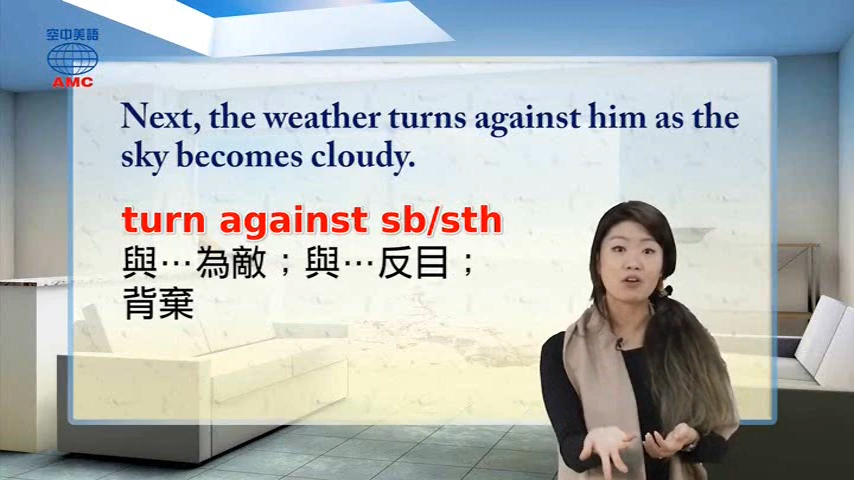 空中美語
AMC
Next, the weather turns against him as the
sky becomes cloudy.
turn against sb/sth
與…為敵；與…反目；
背棄